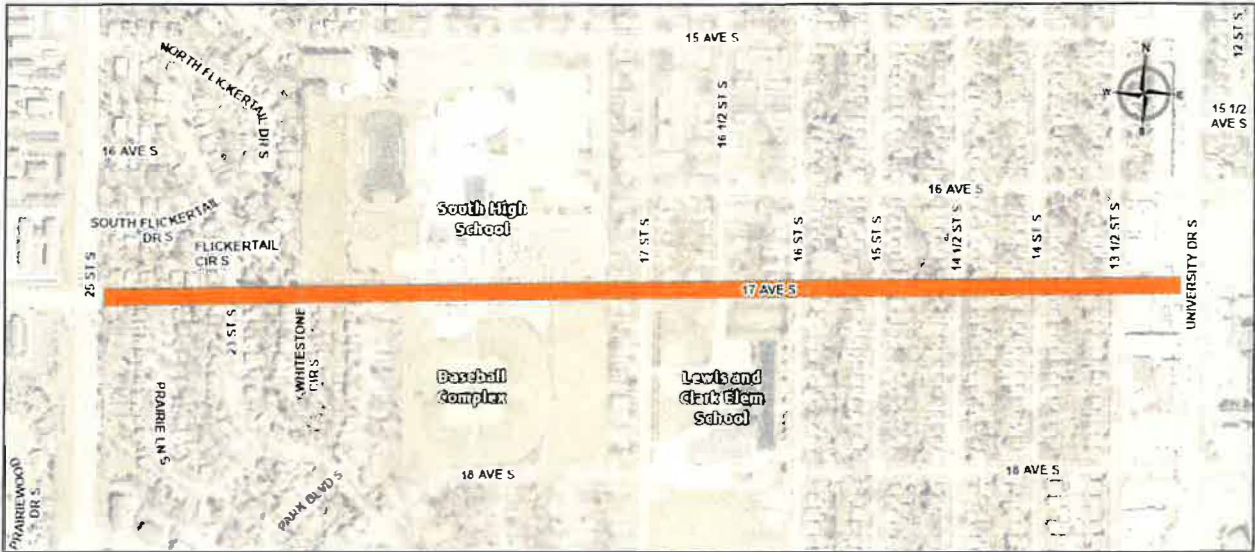 15 AVE S
12 ST S
NORTH FLICKERTAIL DR S
N
W
E
16 1/2 ST S
15 1/2
AVE S
16 AVE S
16 AVE S
South High
School
SOUTH FLICKERTAIL
DR S
FLICKERTAIL
CIR S
17 ST S
16 ST S
15 ST S
14 1/2 ST S
14 ST S
13 1/2 ST S
25 ST S
17 AVE S
UNIVERSITY DR S
23 ST S
WHITESTONE
CIR S
PRAIRIE LN S
Baseball
Complex
Lewis and
Clark Elem
School
18 AVE S
18 AVE S
PARK BLVD S
PRAIRIEWOOD
DR S